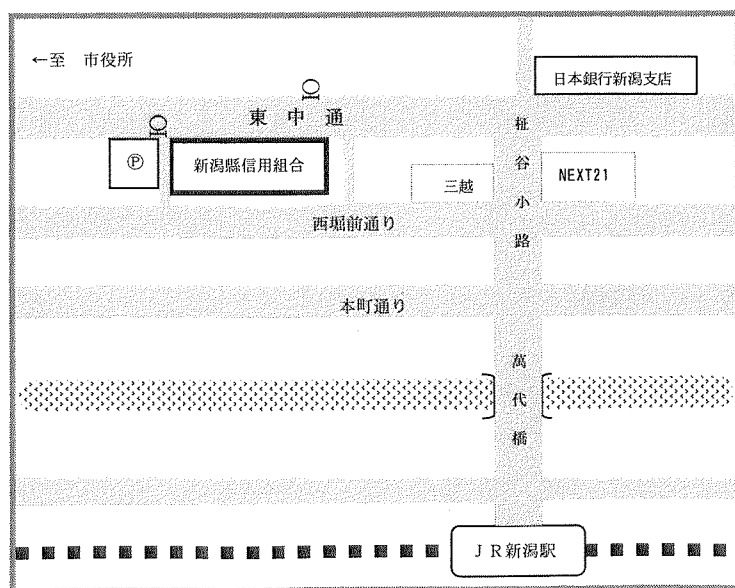 ←至 市役所
日本銀行新潟支店
東中通
Ⓟ
新潟縣信用組合
三越
NEXT21
柾谷小路
西堀前通り
本町通り
萬代橋
JR新潟駅